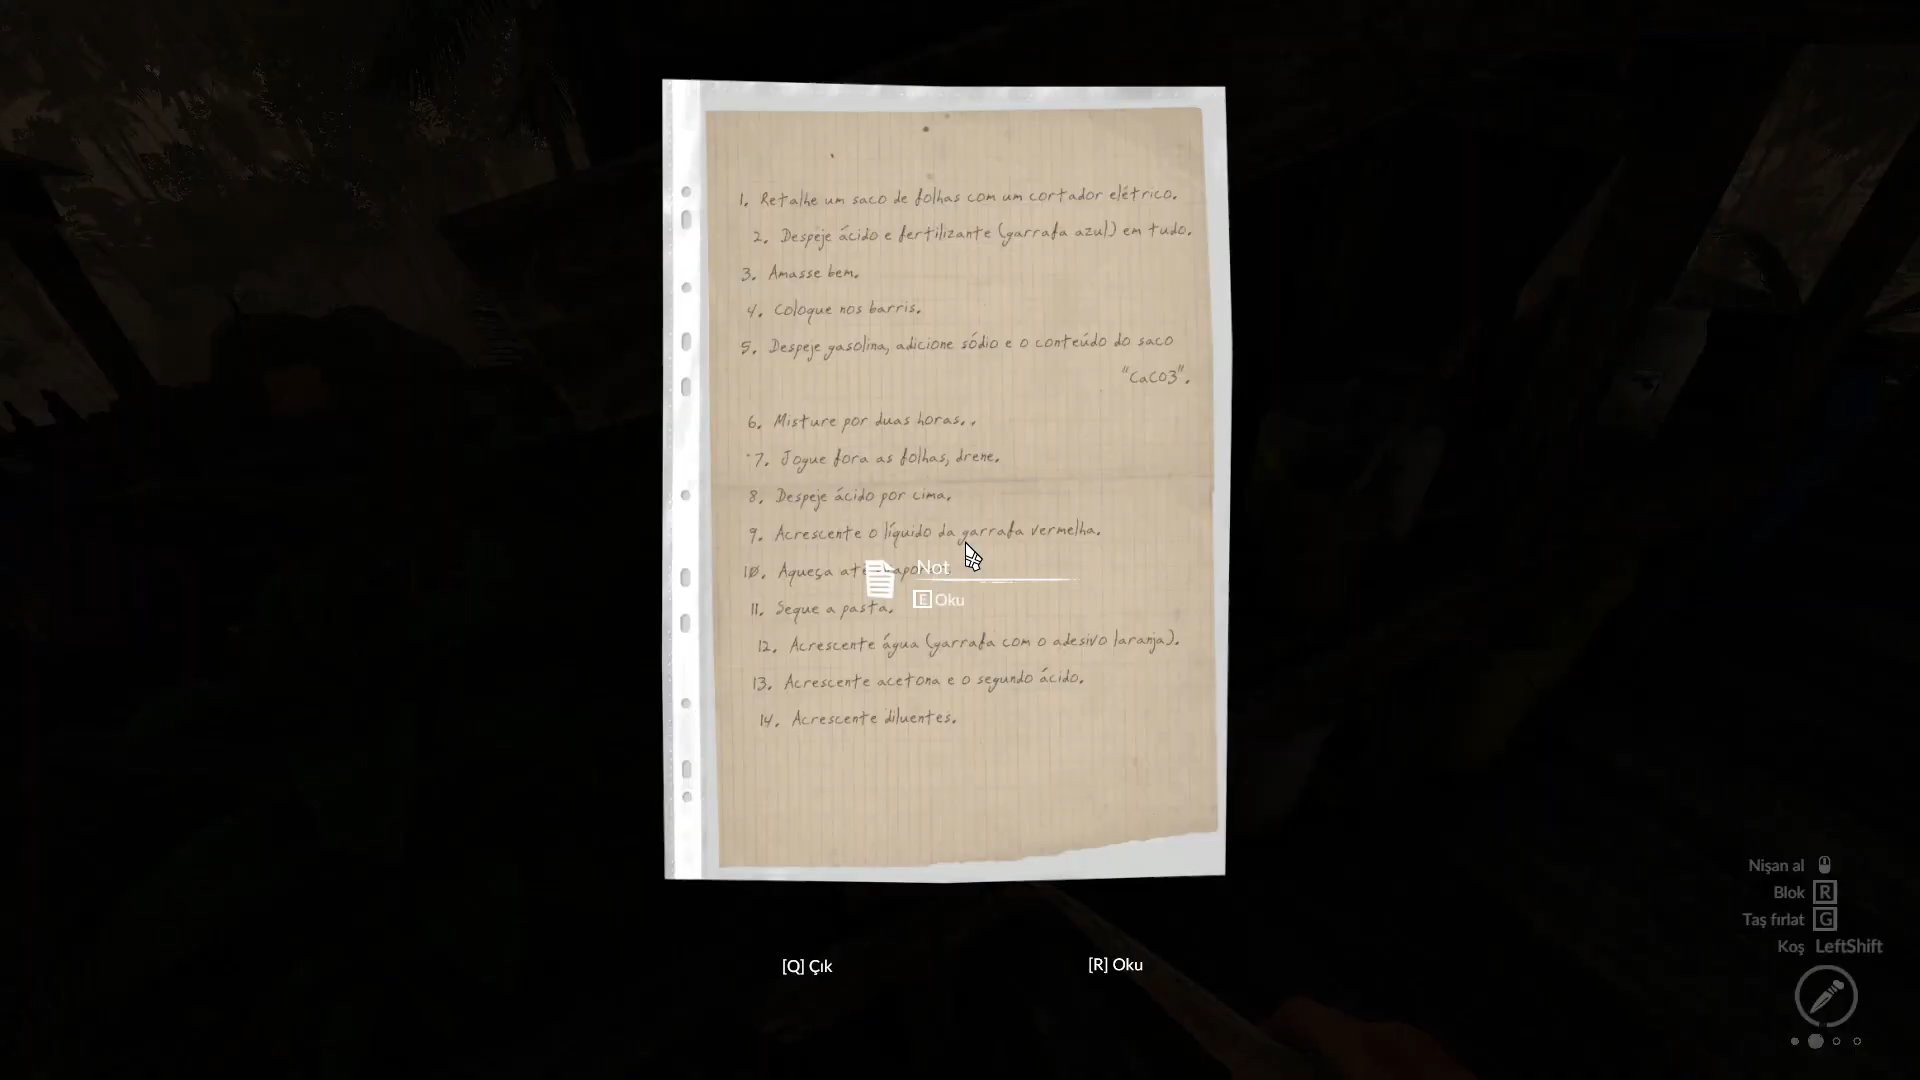 1. Retalhe um saco de folhas com um cortador elétrico.
2. Despeje ácido e fertilizante (garrafa azul) em tudo.
3. Amasse bem.
4. Coloque nos barris.
5. Despeje gasolina, adicione sódio e o conteúdo do saco
"CaCO3".
6. Misture por duas horas..
7. Jogue fora as folhas, drene.
8. Despeje ácido por cima.
9. Acrescente o líquido da garrafa vermelha.
10. Aqueça até
Not
E Oku
11. Seque a pasta.
12. Acrescente água (garrafa com o adesivo laranja).
13. Acrescente acetona e o segundo ácido.
14. Acrescente diluentes.
Nişan al
Blok R
Taş fırlat G
Koş LeftShift
[Q] Çık [R] Oku